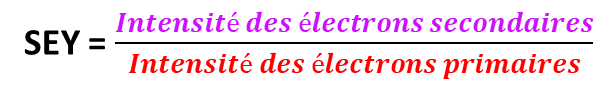 Intensité des électrons secondaires
SEY =
Intensité des électrons primaires